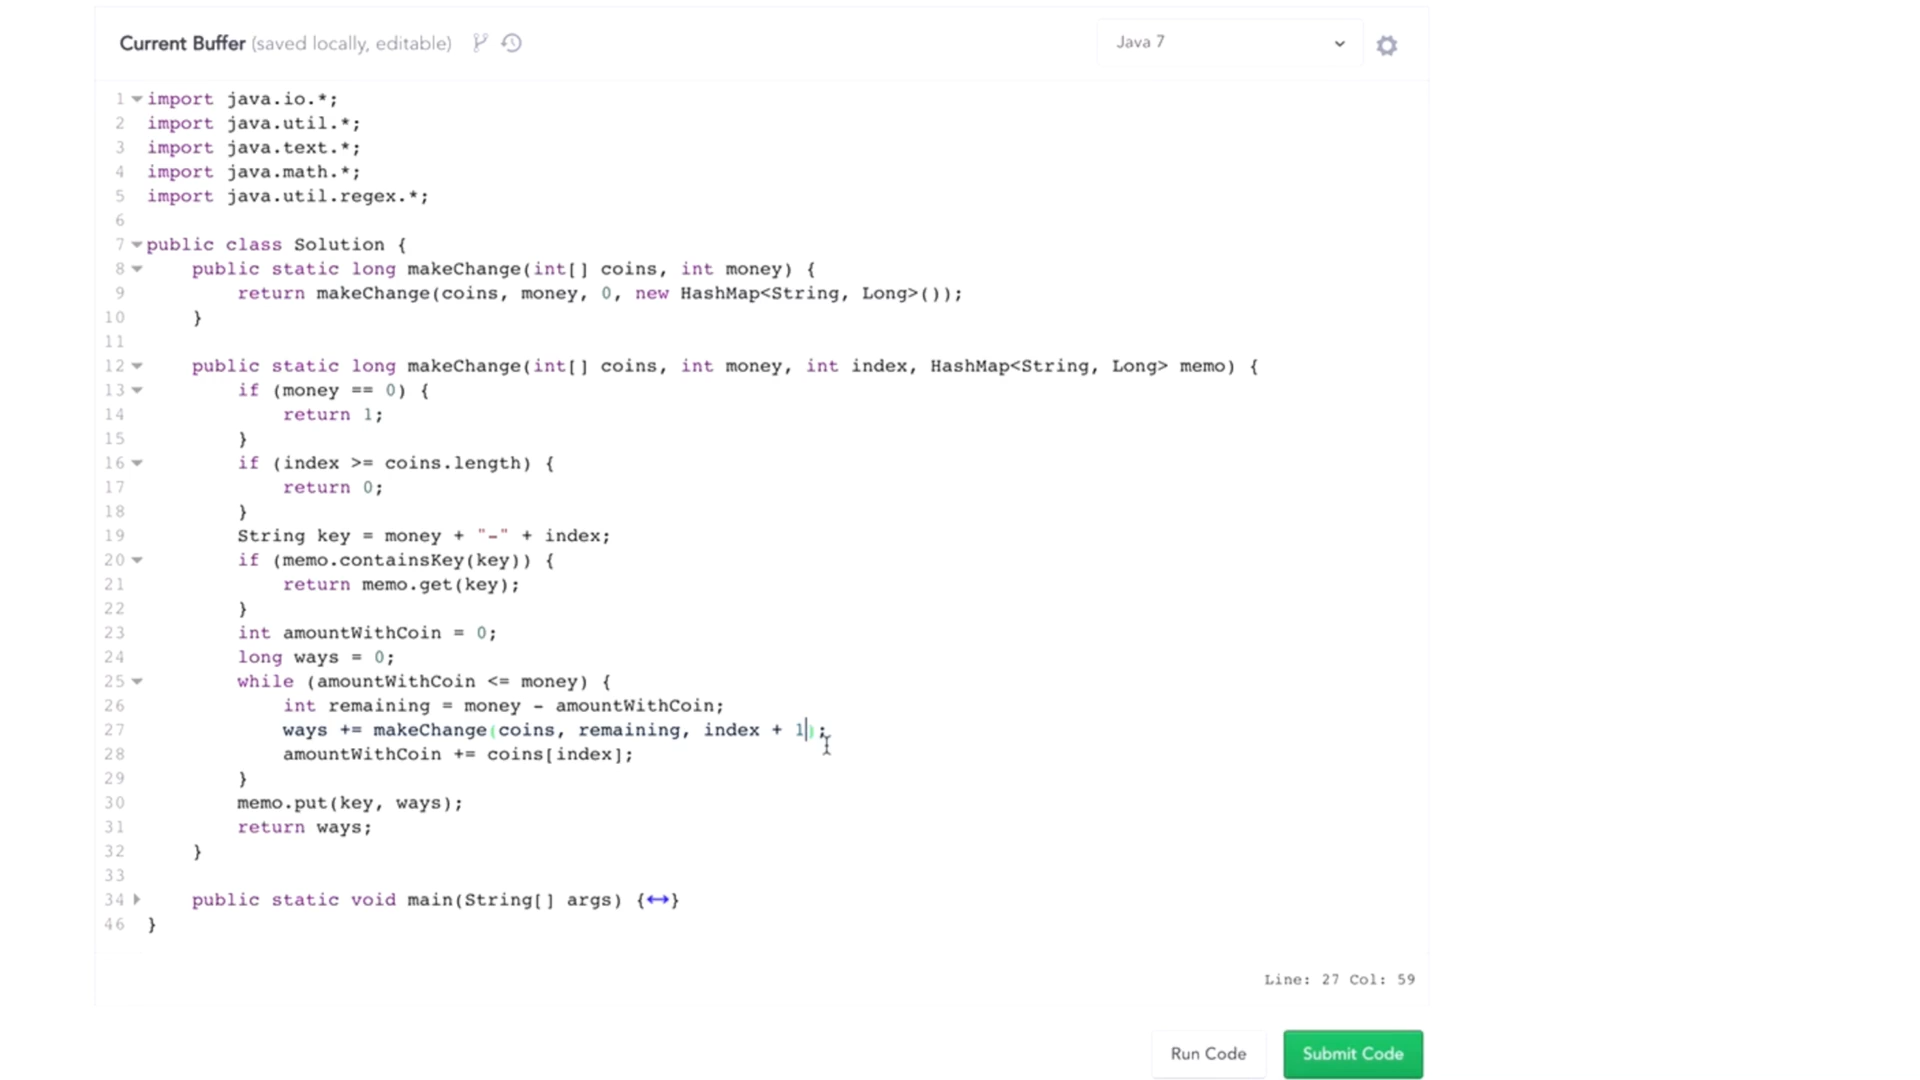 Current Buffer (saved locally, editable)
Java 7
1 import java.io.*;
2 import java.util.*;
3 import java.text.*;
4 import java.math.*;
5 import java.util.regex.*;
6
7 public class Solution {
8     public static long makeChange(int[] coins, int money) {
9         return makeChange(coins, money, 0, new HashMap<String, Long>());
10     }
11
12     public static long makeChange(int[] coins, int money, int index, HashMap<String, Long> memo) {
13         if (money == 0) {
14             return 1;
15         }
16         if (index >= coins.length) {
17             return 0;
18         }
19         String key = money + "-" + index;
20         if (memo.containsKey(key)) {
21             return memo.get(key);
22         }
23         int amountWithCoin = 0;
24         long ways = 0;
25         while (amountWithCoin <= money) {
26             int remaining = money - amountWithCoin;
27             ways += makeChange(coins, remaining, index + 1);
28             amountWithCoin += coins[index];
29         }
30         memo.put(key, ways);
31         return ways;
32     }
33
34     public static void main(String[] args) {↔}
46 }
Line: 27 Col: 59
Run Code
Submit Code